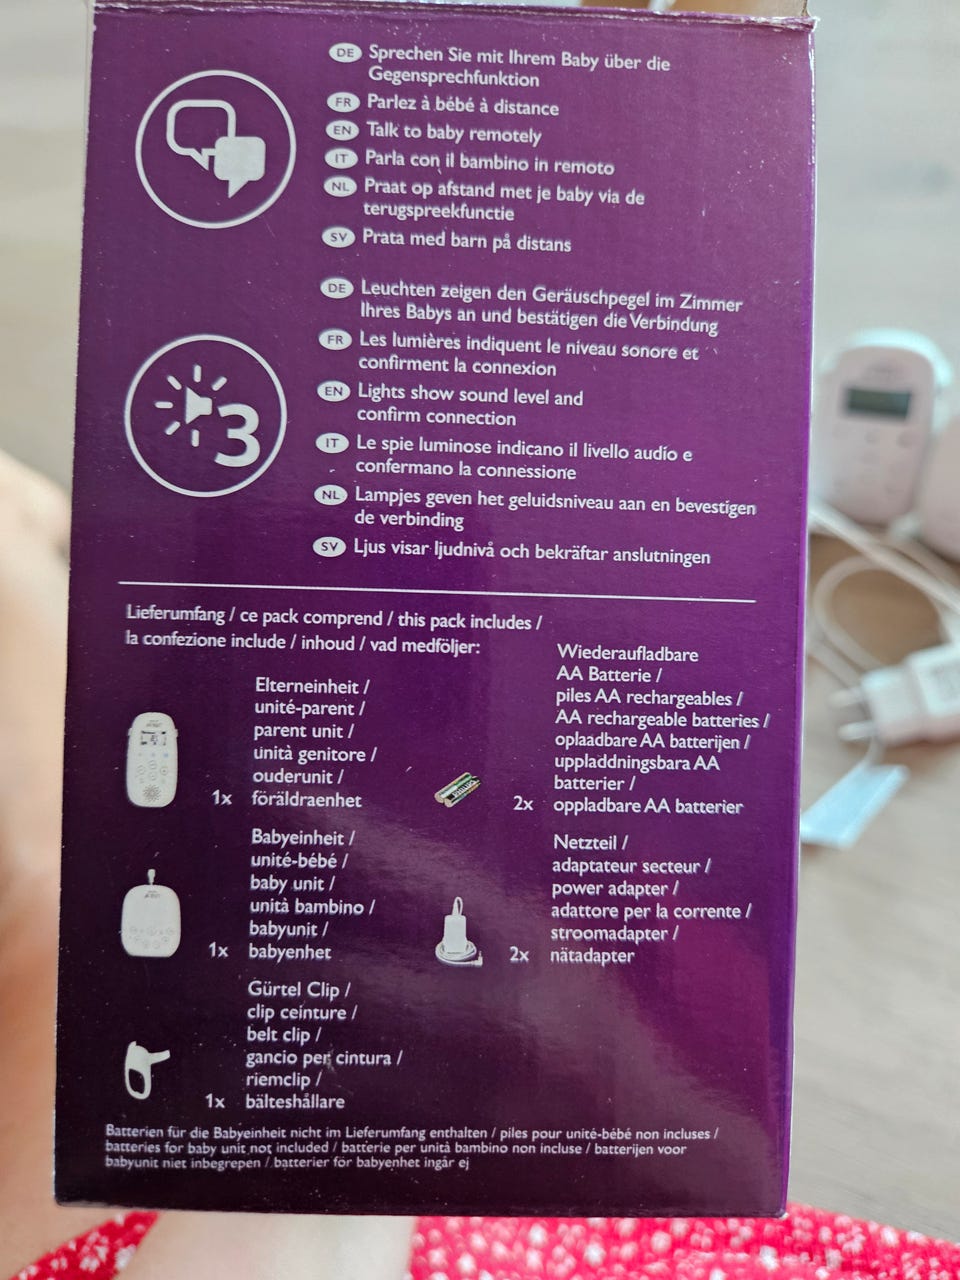 DE Sprechen Sie mit Ihrem Baby über die
Gegensprechfunktion
FR Parlez à bébé à distance
EN Talk to baby remotely
IT Parla con il bambino in remoto
NL Praat op afstand met je baby via de
terugspreekfunctie
SV Prata med barn på distans
DE Leuchten zeigen den Geräuschpegel im Zimmer
Ihres Babys an und bestätigen die Verbindung
FR Les lumières indiquent le niveau sonore et
confirment la connexion
EN Lights show sound level and
confirm connection
IT Le spie luminose indicano il livello audio e
confermano la connessione
NL Lampjes geven het geluidsniveau aan en bevestigen
de verbinding
SV Ljus visar ljudnivå och bekräftar anslutningen
3
Lieferumfang / ce pack comprend / this pack includes /
la confezione include / inhoud / vad medföljer:
Elterneinheit /
unité-parent /
parent unit /
unità genitore /
ouderunit /
1x föräldraenhet
Wiederaufladbare
AA Batterie /
piles AA rechargeables /
AA rechargeable batteries /
oplaadbare AA batterijen /
uppladdningsbara AA
batterier /
2x oppladbare AA batterier
PHILIPS
Babyeinheit /
unité-bébé /
baby unit /
unità bambino /
babyunit /
1x babyenhet
Netzteil /
adaptateur secteur /
power adapter /
adattore per la corrente /
stroomadapter /
2x nätadapter
Gürtel Clip /
clip ceinture /
belt clip /
gancio per cintura /
riemclip /
1x bälteshållare
Batterien für die Babyeinheit nicht im Lieferumfang enthalten / piles pour unité-bébé non incluses /
batteries for baby unit not included / batterie per unità bambino non incluse / batterijen voor
babyunit niet inbegrepen / batterier för babyenhet ingår ej